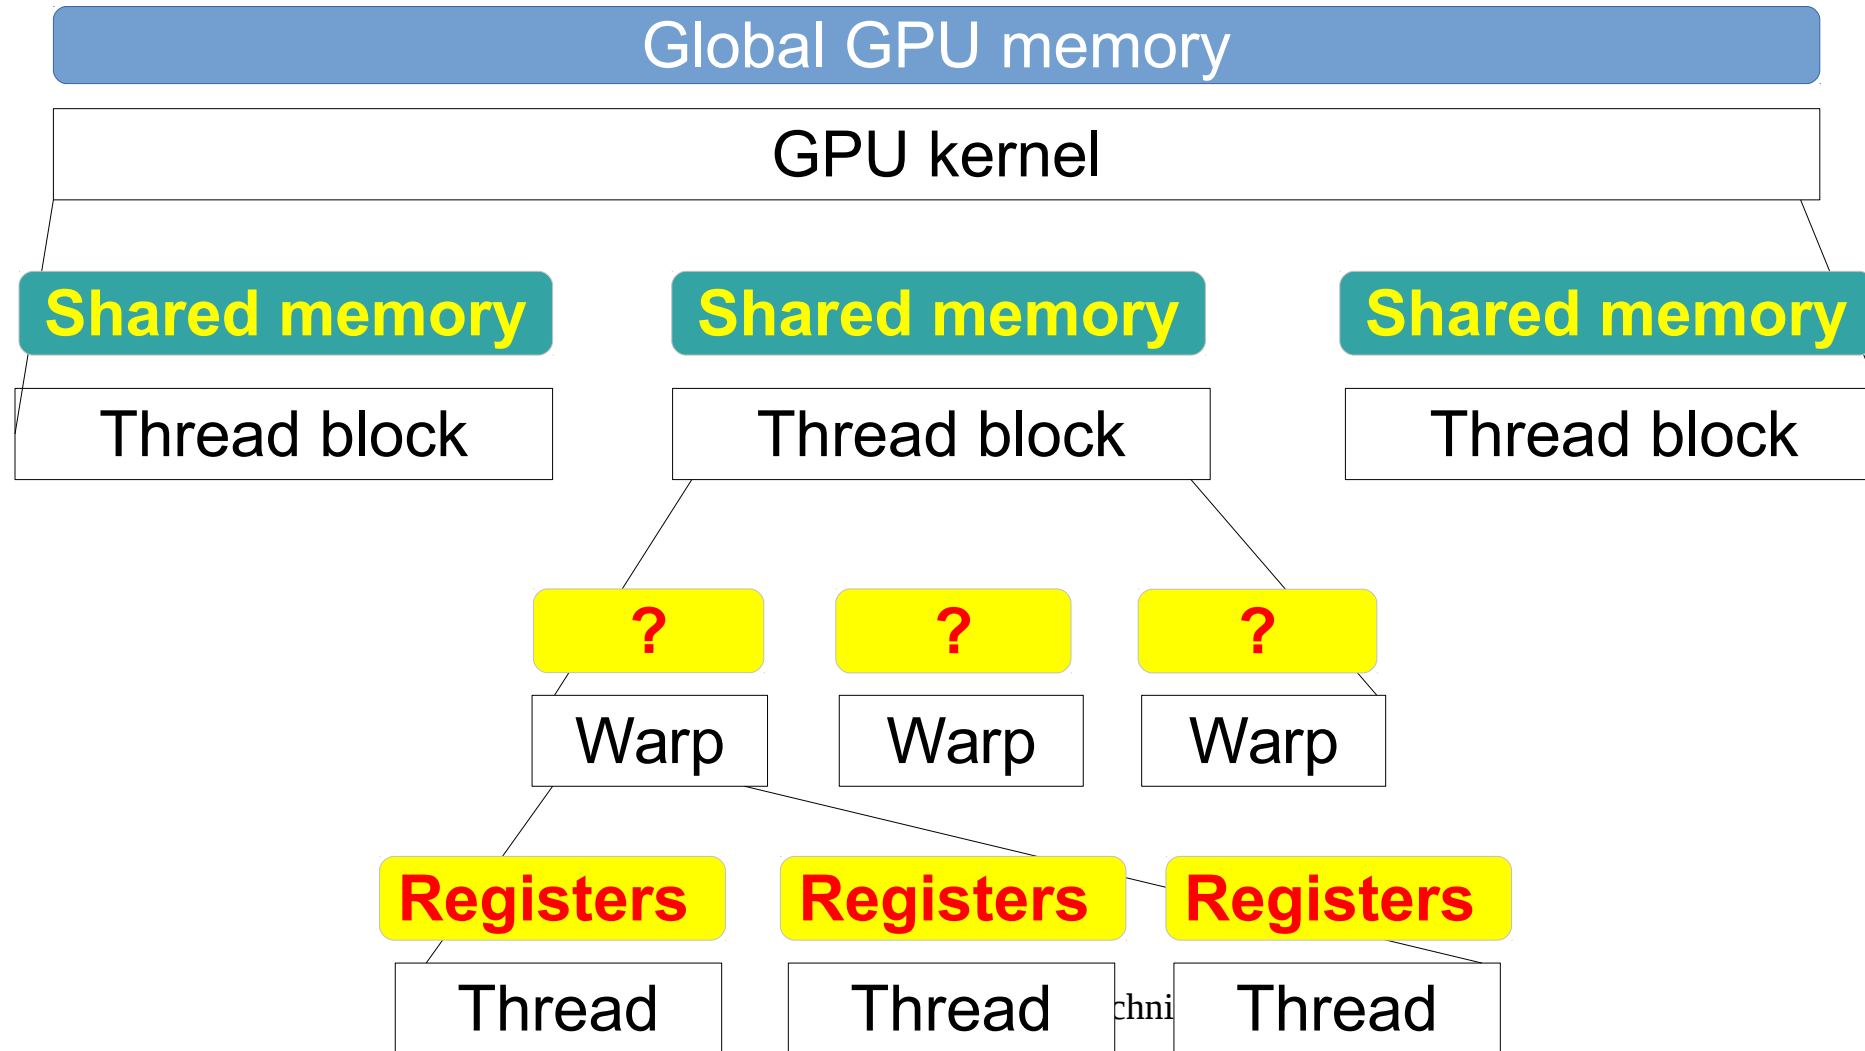 Global GPU memory
GPU kernel
Shared memory Shared memory Shared memory
Thread block Thread block Thread block
? ? ?
Warp Warp Warp
Registers Registers Registers
Thread Thread Thread